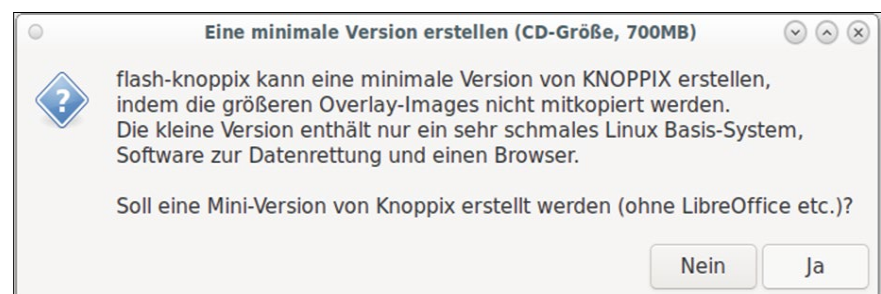 Eine minimale Version erstellen (CD-Größe, 700MB)
flash-knoppix kann eine minimale Version von KNOPPIX erstellen,
indem die größeren Overlay-Images nicht mitkopiert werden.
Die kleine Version enthält nur ein sehr schmales Linux Basis-System,
Software zur Datenrettung und einen Browser.
Soll eine Mini-Version von Knoppix erstellt werden (ohne LibreOffice etc.)?
Nein Ja